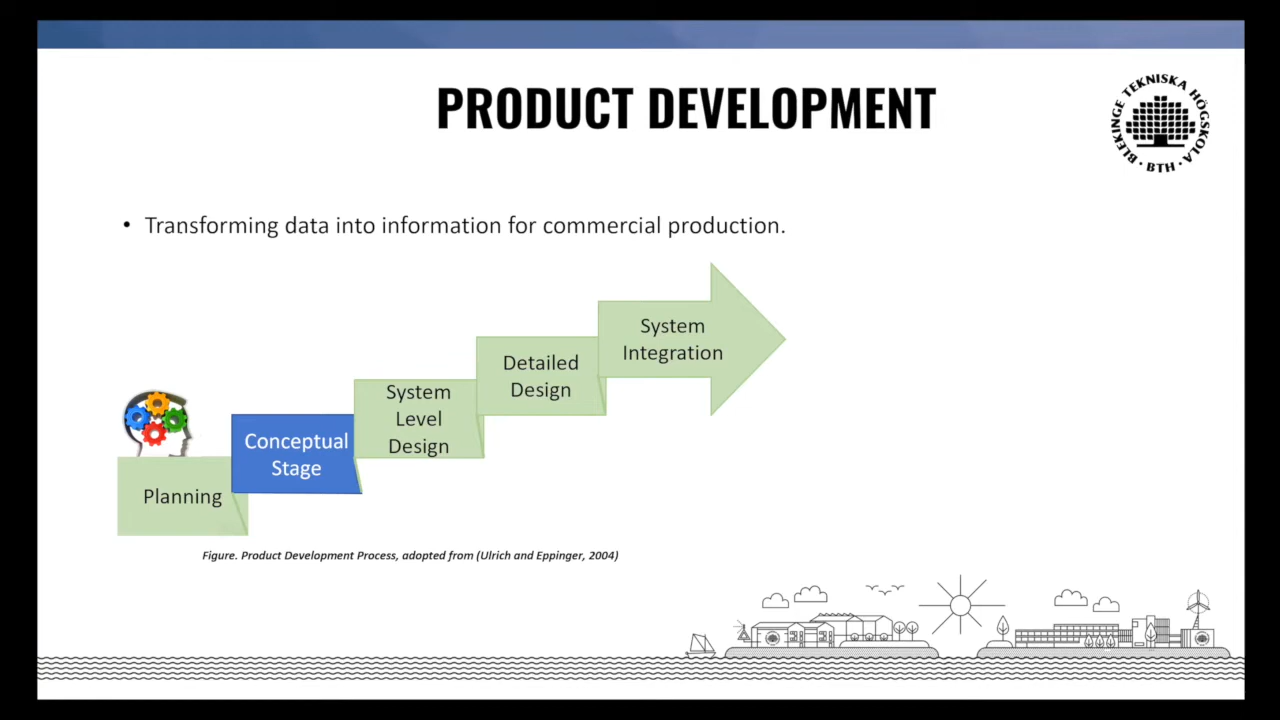 PRODUCT DEVELOPMENT
BLEKINGE TEKNISKA HÖGSKOLA
· BTH ·
• Transforming data into information for commercial production.
System
Integration
Detailed
Design
System
Level
Design
Conceptual
Stage
Planning
Figure. Product Development Process, adopted from (Ulrich and Eppinger, 2004)